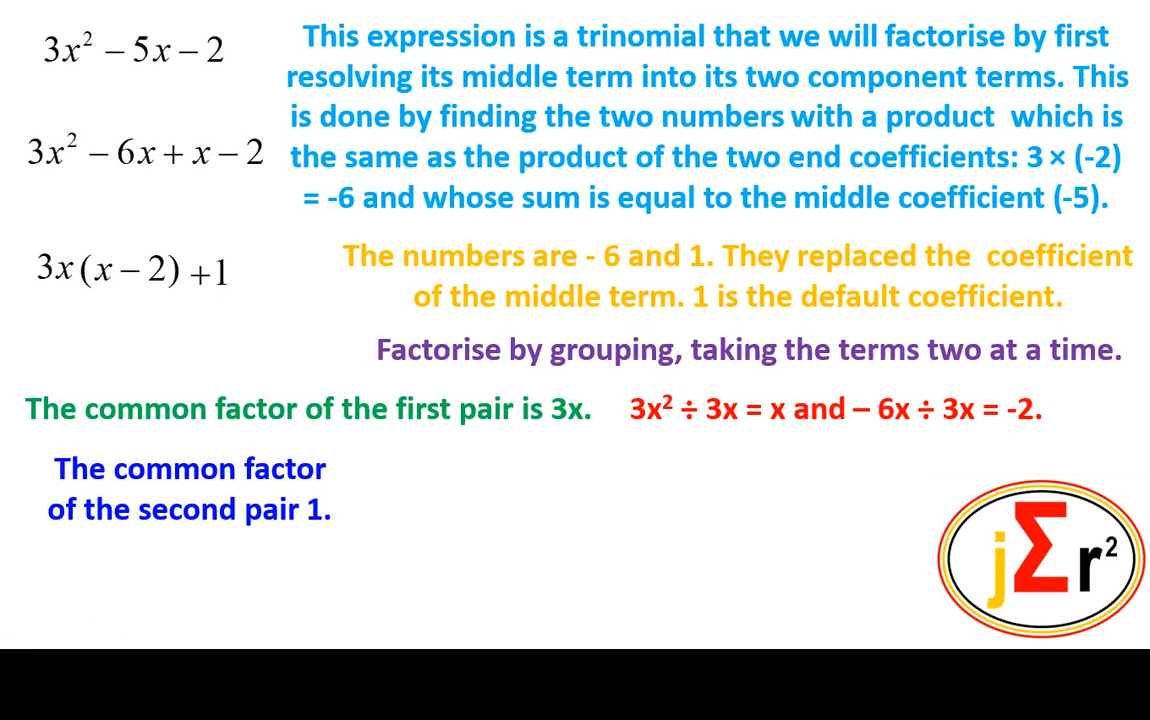 3x² − 5x − 2
This expression is a trinomial that we will factorise by first
resolving its middle term into its two component terms. This
is done by finding the two numbers with a product which is
the same as the product of the two end coefficients: 3 × (-2)
= -6 and whose sum is equal to the middle coefficient (-5).
3x² − 6x + x − 2
3x(x − 2) +1
The numbers are - 6 and 1. They replaced the coefficient
of the middle term. 1 is the default coefficient.
Factorise by grouping, taking the terms two at a time.
The common factor of the first pair is 3x.
3x² ÷ 3x = x and – 6x ÷ 3x = -2.
The common factor
of the second pair 1.
jΣr²